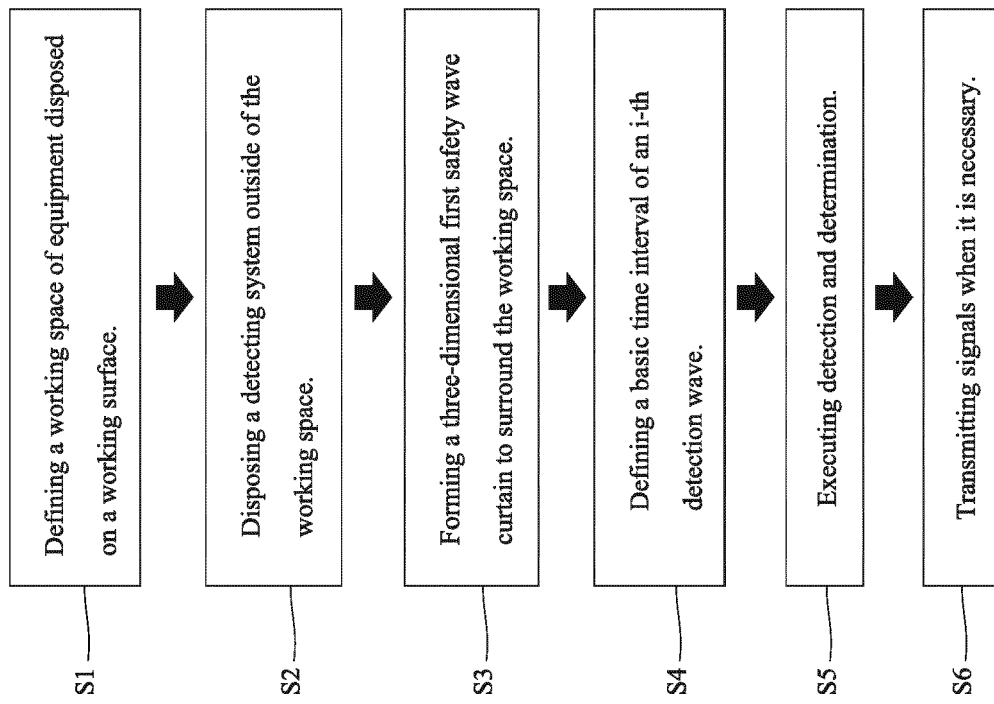 S1
Defining a working space of equipment disposed
on a working surface.
S2
Disposing a detecting system outside of the
working space.
S3
Forming a three-dimensional first safety wave
curtain to surround the working space.
S4
Defining a basic time interval of an i-th
detection wave.
S5
Executing detection and determination.
S6
Transmitting signals when it is necessary.